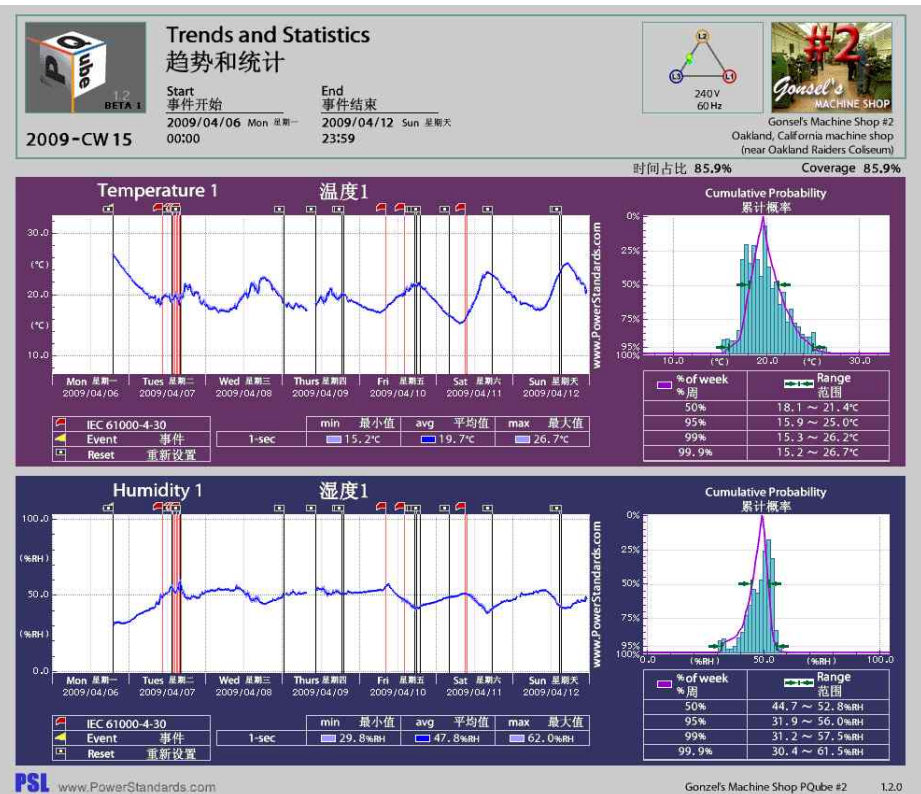 PQube
1.2
BETA 1
2009-CW15
Trends and Statistics
趋势和统计
Start
事件开始
2009/04/06 Mon 星期一
00:00
End
事件结束
2009/04/12 Sun 星期天
23:59
L2
L3
L1
240V
60Hz
#2
Gonsel's
MACHINE SHOP
Gonsel's Machine Shop #2
Oakland, California machine shop
(near Oakland Raiders Coliseum)
时间占比 85.9% Coverage 85.9%
Temperature 1 温度1
30.0
(°C)
20.0
(°C)
10.0
Mon 星期一 Tues 星期二 Wed 星期三 Thurs 星期四 Fri 星期五 Sat 星期六 Sun 星期天
2009/04/06 2009/04/07 2009/04/08 2009/04/09 2009/04/10 2009/04/11 2009/04/12
www.PowerStandards.com
IEC 61000-4-30
Event 事件
Reset 重新设置
1-sec
min 最小值 avg 平均值 max 最大值
15.2°C 19.7°C 26.7°C
Cumulative Probability
累计概率
0%
25%
50%
75%
95%
100%
10.0 (°C) 20.0 (°C) 30.0
% of week Range
%周 范围
50% 18.1 ~ 21.4°C
95% 15.9 ~ 25.0°C
99% 15.3 ~ 26.2°C
99.9% 15.2 ~ 26.7°C
Humidity 1 湿度1
100.0
(%RH)
50.0
(%RH)
0.0
Mon 星期一 Tues 星期二 Wed 星期三 Thurs 星期四 Fri 星期五 Sat 星期六 Sun 星期天
2009/04/06 2009/04/07 2009/04/08 2009/04/09 2009/04/10 2009/04/11 2009/04/12
www.PowerStandards.com
IEC 61000-4-30
Event 事件
Reset 重新设置
1-sec
min 最小值 avg 平均值 max 最大值
29.8%RH 47.8%RH 62.0%RH
Cumulative Probability
累计概率
0%
25%
50%
75%
95%
100%
0.0 (%RH) 50.0 (%RH) 100.0
% of week Range
%周 范围
50% 44.7 ~ 52.8%RH
95% 31.9 ~ 56.0%RH
99% 31.2 ~ 57.5%RH
99.9% 30.4 ~ 61.5%RH
PSL www.PowerStandards.com
Gonzel's Machine Shop PQube #2 1.2.0